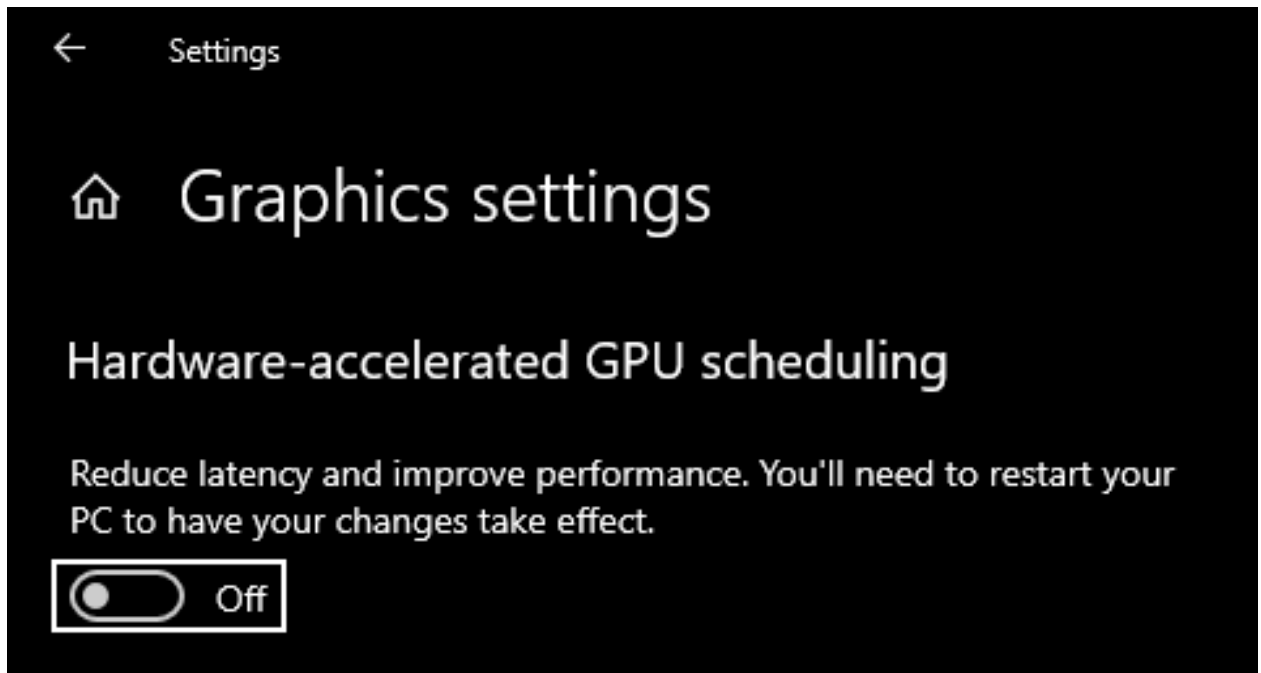 Settings
Graphics settings
Hardware-accelerated GPU scheduling
Reduce latency and improve performance. You'll need to restart your
PC to have your changes take effect.
Off